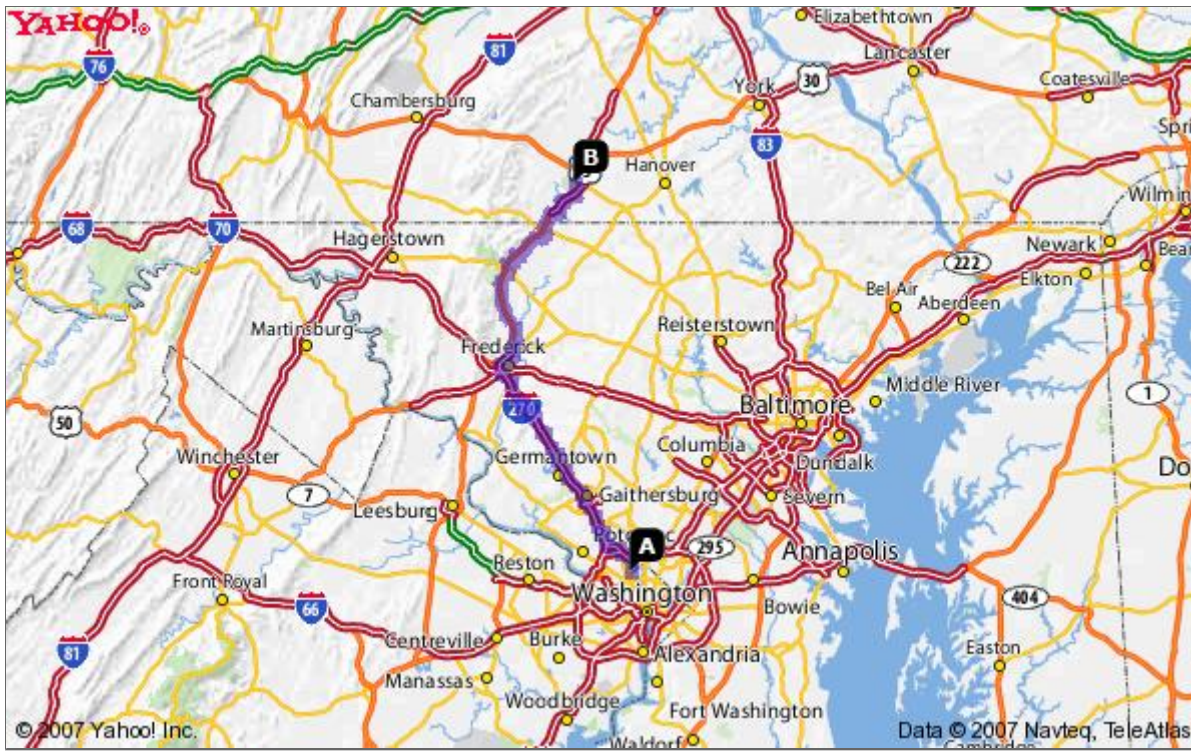 YAHOO!
Elizabethtown
81
Lancaster
76
30
York
Coatesville
Chambersburg
83
B
Hanover
Wilmin
68
70
Hagerstown
Newark
222
Elkton
Bel Air
Aberdeen
Martinsburg
Reisterstown
Frederick
Middle River
1
270
Baltimore
50
Columbia
Winchester
Germantown
Dundalk
Do
7
Gaithersburg
Severn
Leesburg
A
295
Annapolis
Reston
Front Royal
Washington
66
Bowie
404
Centreville
Burke
Easton
81
Alexandria
Manassas
Woodbridge
Fort Washington
© 2007 Yahoo! Inc.
Waldorf
Data © 2007 Navteq, TeleAtlas